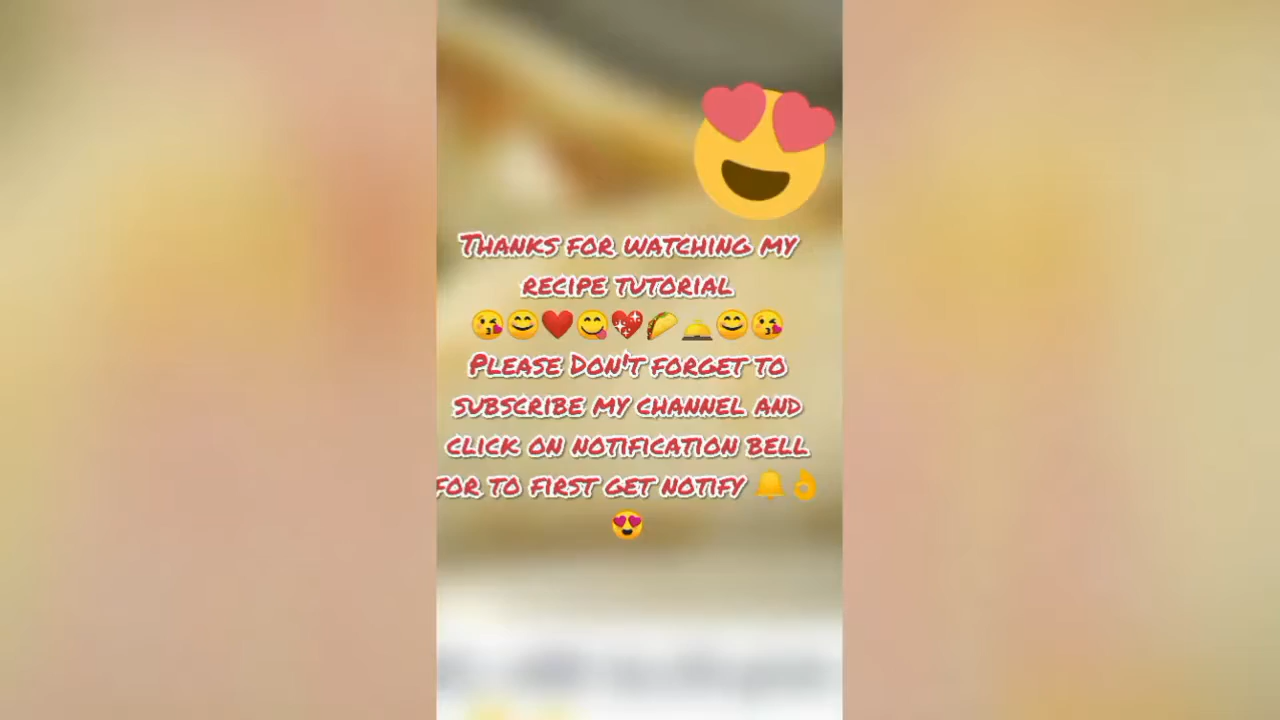 Thanks for watching my
recipe tutorial
😘😊❤️😋💖🌮🛎️😊😘
Please Don't forget to
subscribe my channel and
click on notification bell
for to first get notify 🔔👌
😍